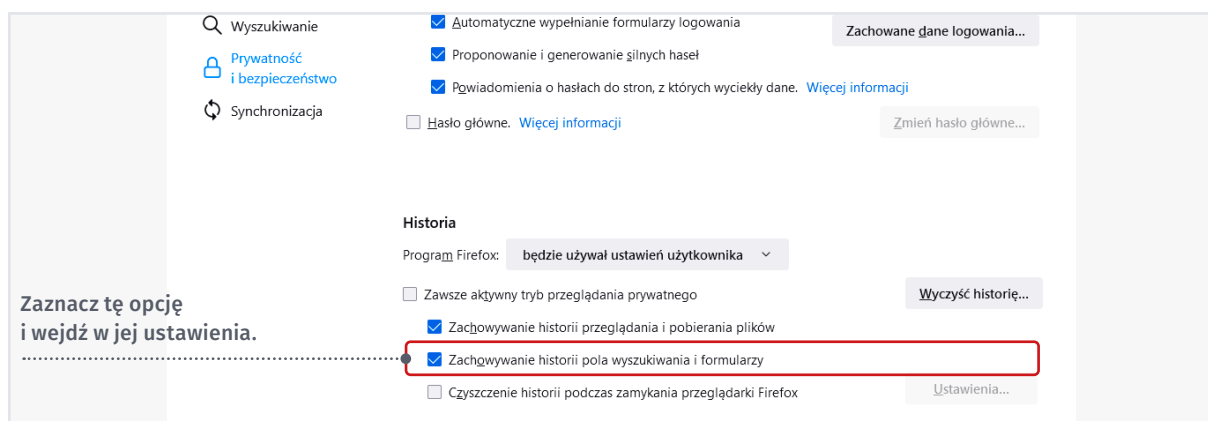 Wyszukiwanie
Prywatność
i bezpieczeństwo
Synchronizacja
Automatyczne wypełnianie formularzy logowania
Zachowane dane logowania...
Proponowanie i generowanie silnych haseł
Powiadomienia o hasłach do stron, z których wyciekły dane. Więcej informacji
Hasło główne. Więcej informacji
Zmień hasło główne...
Historia
Program Firefox: będzie używał ustawień użytkownika
Zawsze aktywny tryb przeglądania prywatnego
Wyczyść historię...
Zachowywanie historii przeglądania i pobierania plików
Zaznacz tę opcję
i wejdź w jej ustawienia.
Zachowywanie historii pola wyszukiwania i formularzy
Czyszczenie historii podczas zamykania przeglądarki Firefox
Ustawienia...